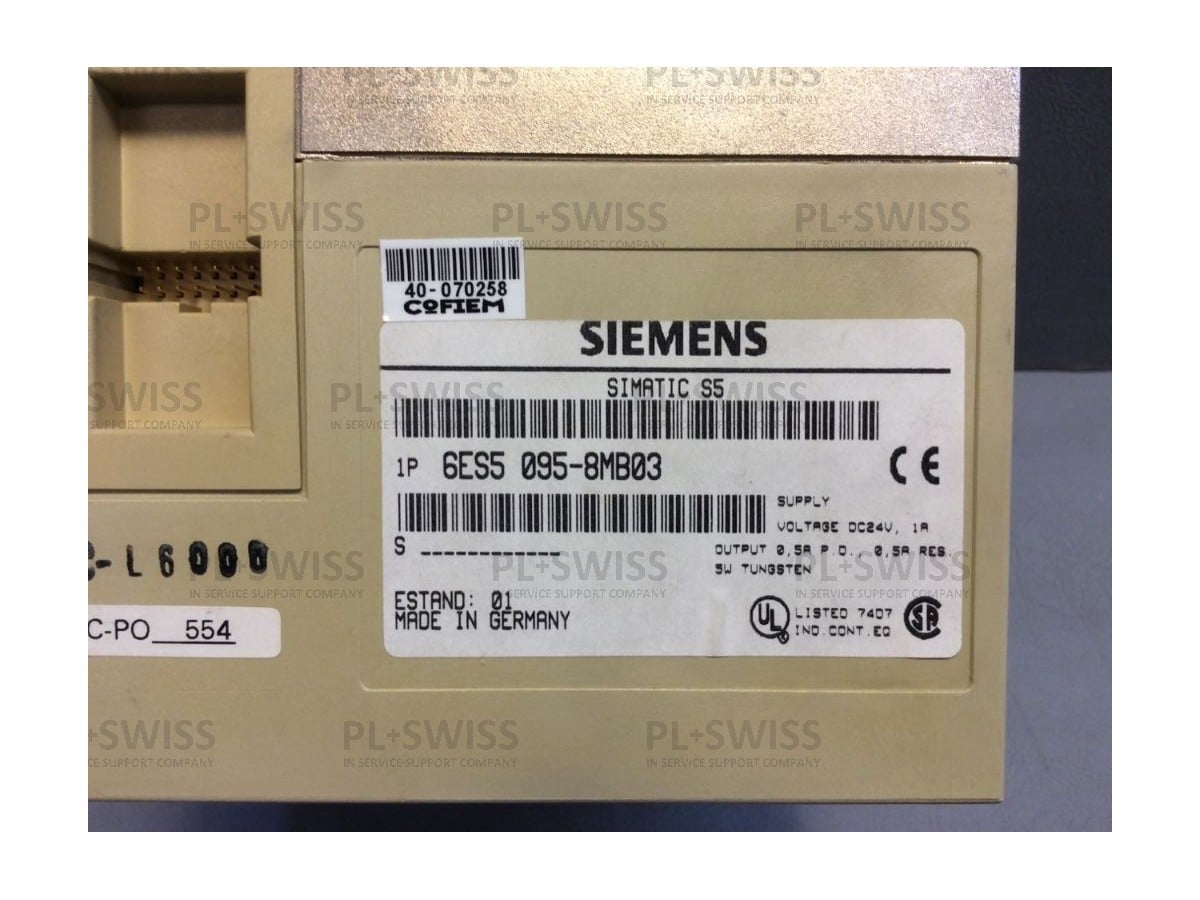 PL+SWISS
IN SERVICE SUPPORT COMPANY
40-070258
COFIEM
SIEMENS
SIMATIC S5
1P 6ES5 095-8MB03
CE
SUPPLY
VOLTAGE DC24V, 1A
S ____________
OUTPUT 0,5A P.D., 0,5A RES.
5W TUNGSTEN
ESTAND: 01
MADE IN GERMANY
UL
LISTED 7407
IND.CONT.EQ
SA
-L6000
C-PO 554